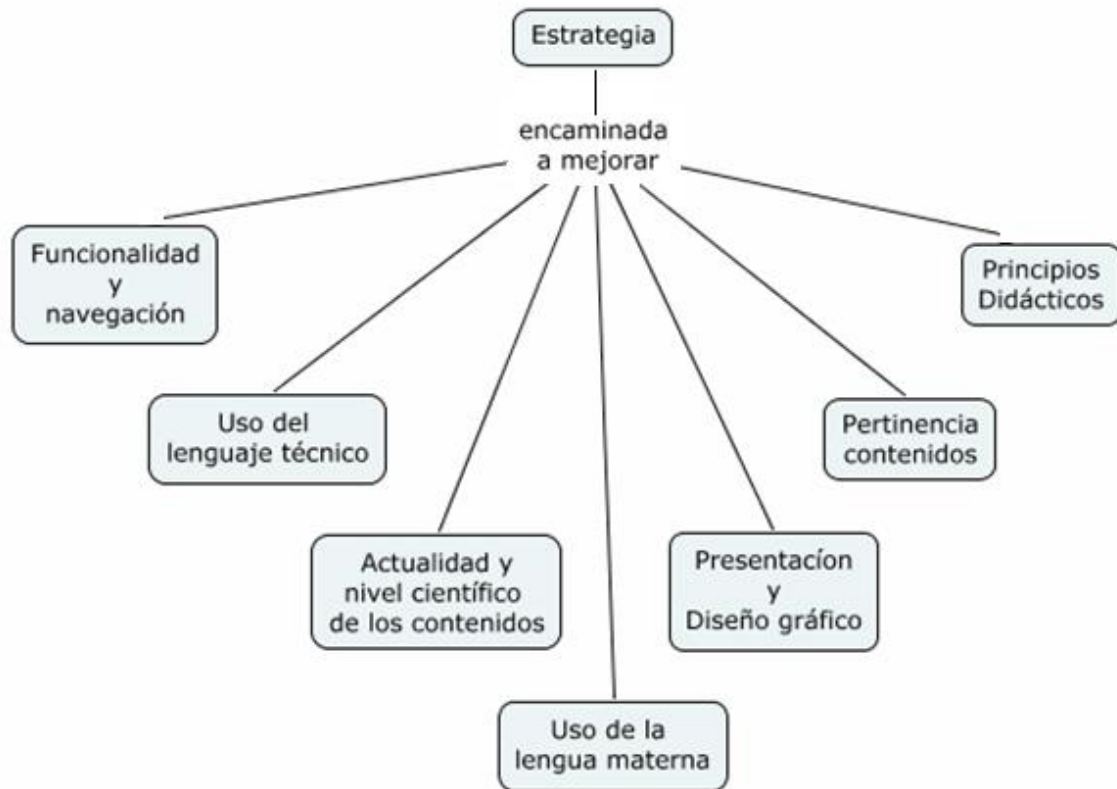 Estrategia
encaminada
a mejorar
Funcionalidad
y
navegación
Principios
Didácticos
Uso del
lenguaje técnico
Pertinencia
contenidos
Actualidad y
nivel científico
de los contenidos
Presentacíon
y
Diseño gráfico
Uso de la
lengua materna